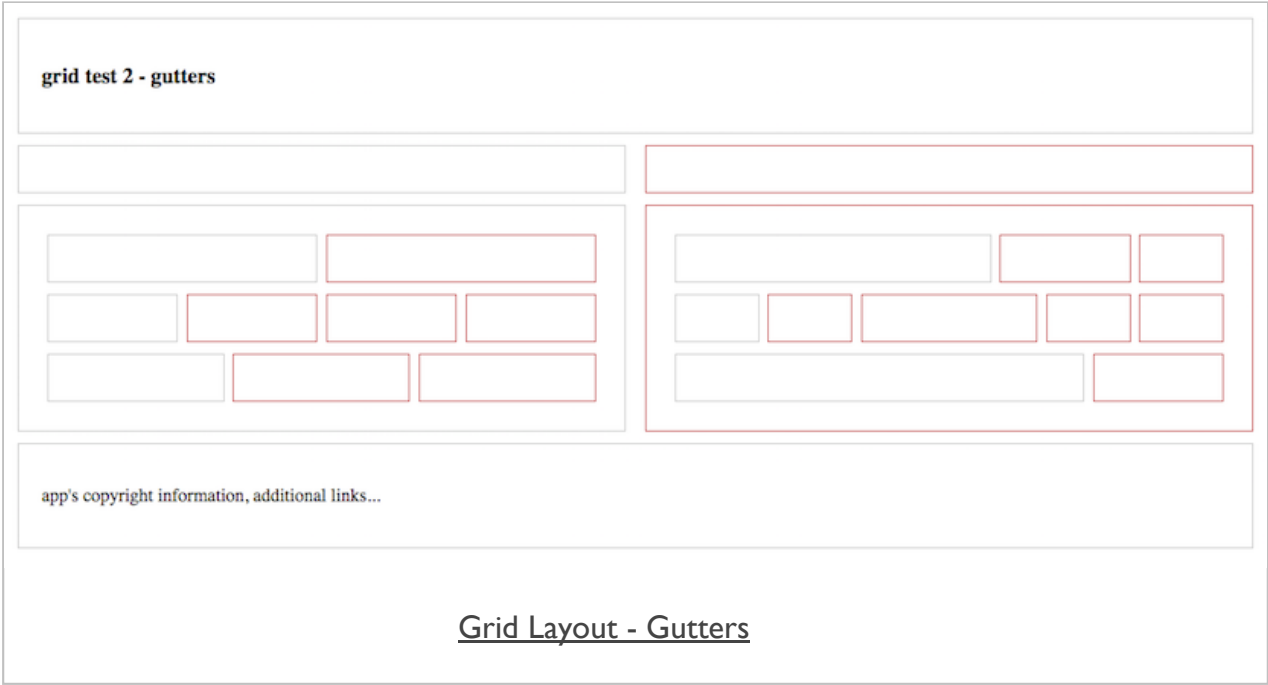 grid test 2 - gutters
app's copyright information, additional links...
Grid Layout - Gutters